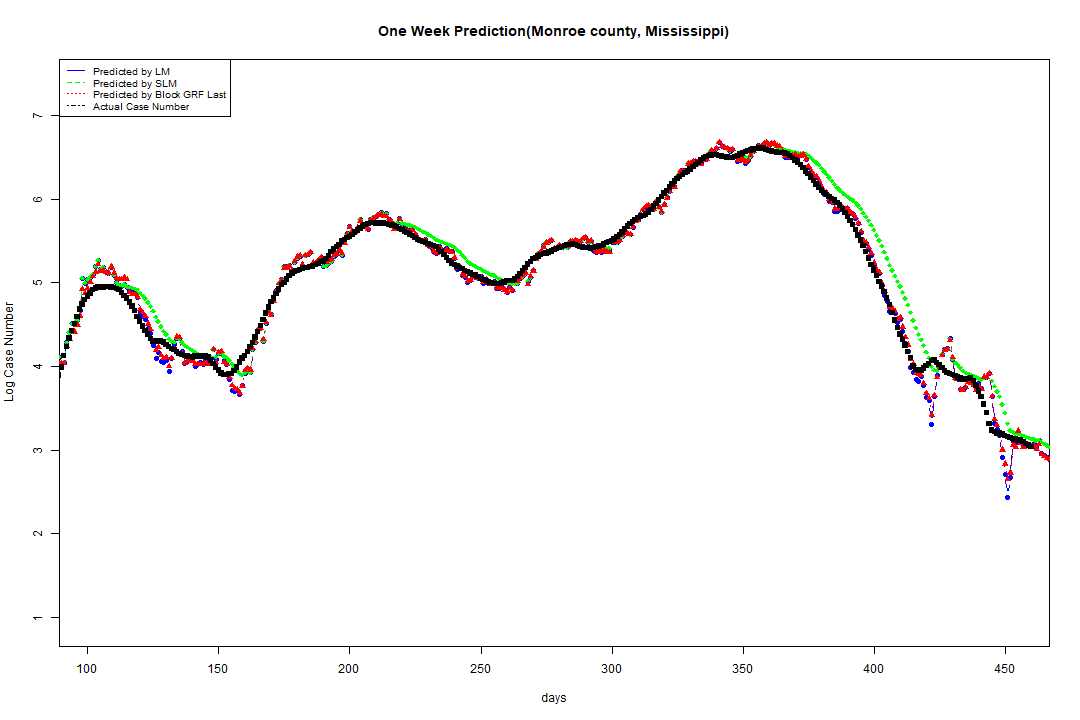 One Week Prediction(Monroe county, Mississippi)
Predicted by LM
Predicted by SLM
Predicted by Block GRF Last
Actual Case Number
Log Case Number
7
6
5
4
3
2
1
100 150 200 250 300 350 400 450
days